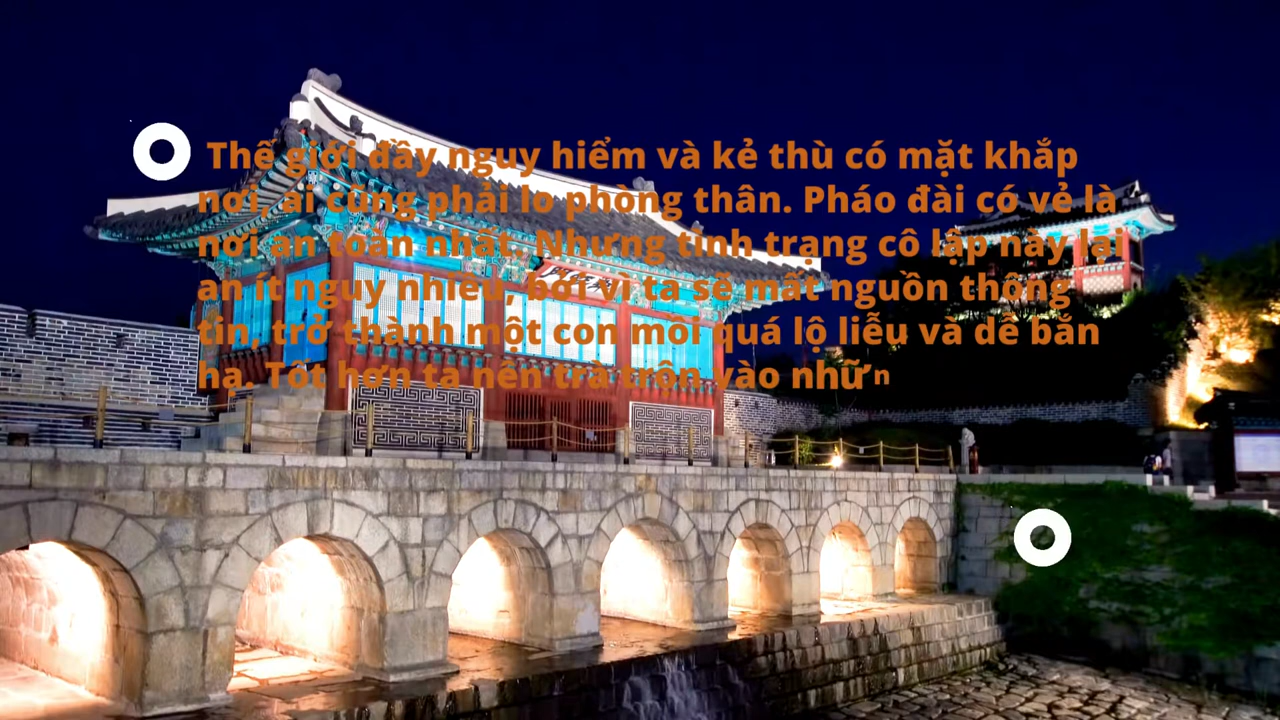 Thế giới đầy nguy hiểm và kẻ thù có mặt khắp
nơi, ai cũng phải lo phòng thân. Pháo đài có vẻ là
nơi an toàn nhất. Nhưng tình trạng cô lập này lại
an ít nguy nhiều, bởi vì ta sẽ mất nguồn thông
tin, trở thành một con mồi quá lộ liễu và dễ bắn
hạ. Tốt hơn ta nên trà trộn vào nhữn